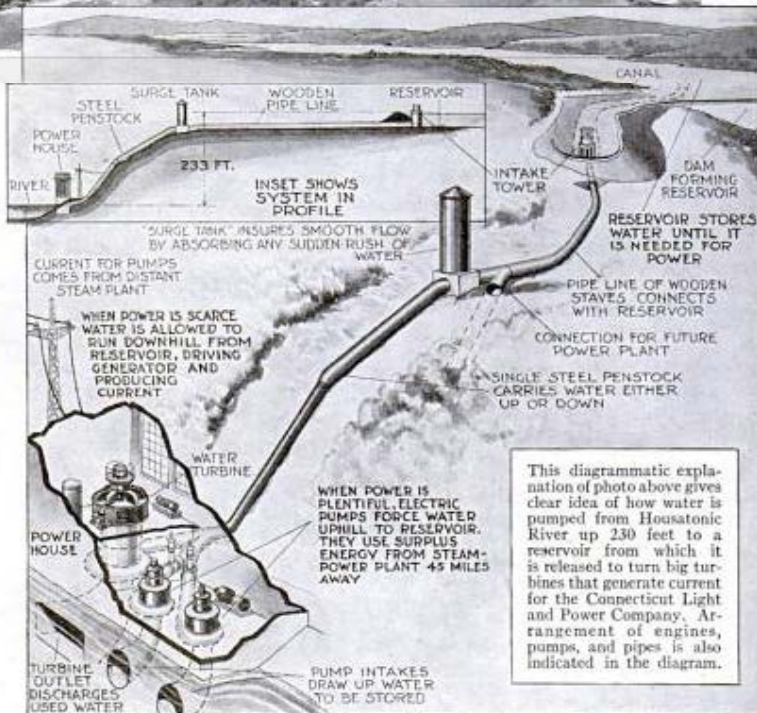 CANAL
SURGE TANK
WOODEN
PIPE LINE
RESERVOIR
STEEL
PENSTOCK
POWER
HOUSE
RIVER
233 FT.
INSET SHOWS
SYSTEM IN
PROFILE
INTAKE
TOWER
DAM
FORMING
RESERVOIR
RESERVOIR STORES
WATER UNTIL IT
IS NEEDED FOR
POWER
"SURGE TANK" INSURES SMOOTH FLOW
BY ABSORBING ANY SUDDEN RUSH OF
WATER
CURRENT FOR PUMPS
COMES FROM DISTANT
STEAM PLANT
PIPE LINE OF WOODEN
STAVES CONNECTS
WITH RESERVOIR
WHEN POWER IS SCARCE
WATER IS ALLOWED TO
RUN DOWNHILL FROM
RESERVOIR, DRIVING
GENERATOR AND
PRODUCING
CURRENT
CONNECTION FOR FUTURE
POWER PLANT
SINGLE STEEL PENSTOCK
CARRIES WATER EITHER
UP OR DOWN
WATER
TURBINE
WHEN POWER IS
PLENTIFUL, ELECTRIC
PUMPS FORCE WATER
UPHILL TO RESERVOIR.
THEY USE SURPLUS
ENERGY FROM STEAM-
POWER PLANT 45 MILES
AWAY
POWER
HOUSE
TURBINE
OUTLET
DISCHARGES
USED WATER
PUMP INTAKES
DRAW UP WATER
TO BE STORED
This diagrammatic expla-
nation of photo above gives
clear idea of how water is
pumped from Housatonic
River up 230 feet to a
reservoir from which it
is released to turn big tur-
bines that generate current
for the Connecticut Light
and Power Company. Ar-
rangement of engines,
pumps, and pipes is also
indicated in the diagram.